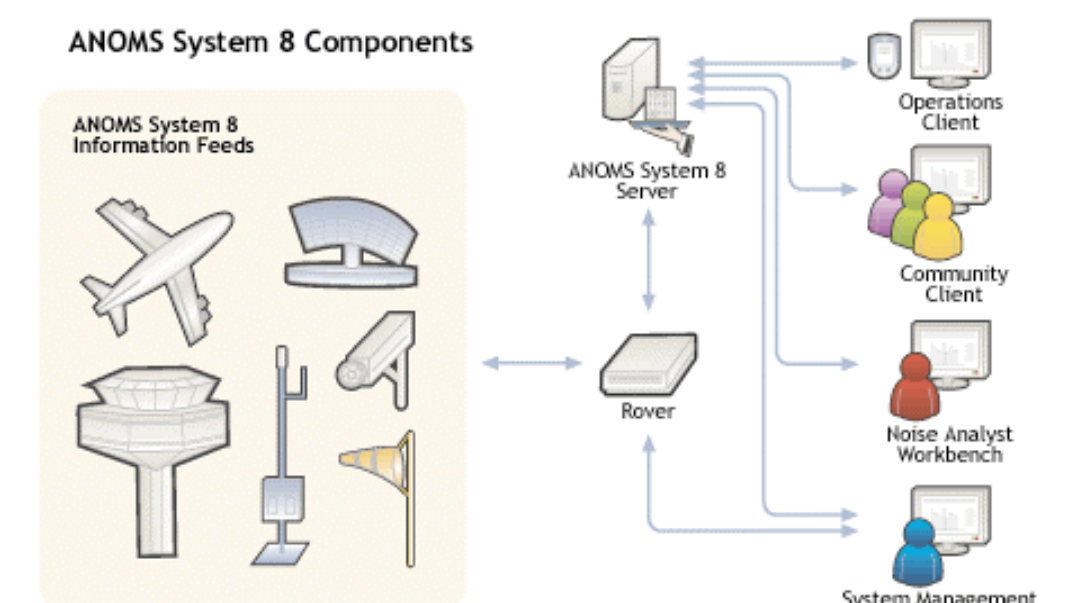 ANOMS System 8 Components
ANOMS System 8
Information Feeds
ANOMS System 8
Server
Rover
Operations
Client
Community
Client
Noise Analyst
Workbench
System Management